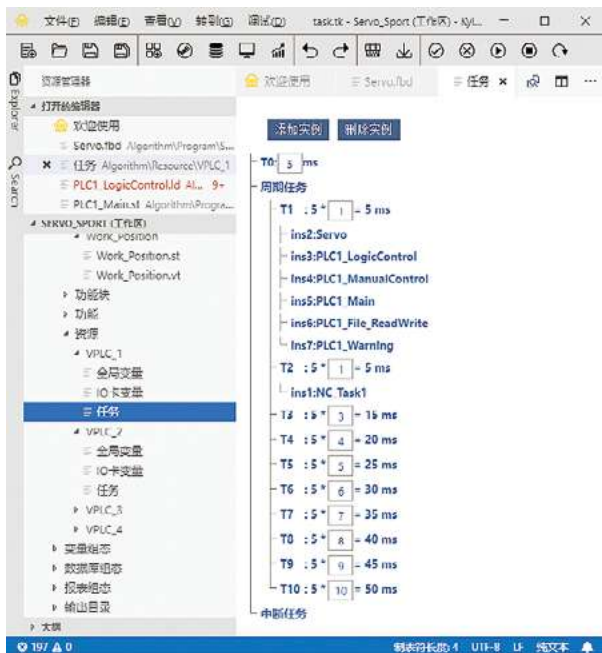 文件(F) 编辑(E) 查看(V) 转到(G) 调试(D) task.tk - Servo_Sport (工作区) - KyL...
资源管理器
欢迎使用
Servo.fbd
任务
Explorer
Search
打开的编辑器
欢迎使用
Servo.fbd Algorithm\Program\S...
任务 Algorithm\Resource\VPLC_1
PLC1_LogicControl.ld Al... 9+
PLC1_Main.st Algorithm\Progra...
SERVO_SPORT (工作区)
Work_Position
Work_Position.st
Work_Position.vt
功能块
功能
资源
VPLC_1
全局变量
IO卡变量
任务
VPLC_2
全局变量
IO卡变量
任务
VPLC_3
VPLC_4
变量组态
数据库组态
报表组态
输出目录
大纲
添加实例 删除实例
T0: 5 ms
周期任务
T1 : 5 * 1 = 5 ms
ins2:Servo
ins3:PLC1_LogicControl
ins4:PLC1_ManualControl
ins5:PLC1_Main
ins6:PLC1_File_ReadWrite
ins7:PLC1_Warning
T2 : 5 * 1 = 5 ms
ins1:NC_Task1
T3 : 5 * 3 = 15 ms
T4 : 5 * 4 = 20 ms
T5 : 5 * 5 = 25 ms
T6 : 5 * 6 = 30 ms
T7 : 5 * 7 = 35 ms
T8 : 5 * 8 = 40 ms
T9 : 5 * 9 = 45 ms
T10 : 5 * 10 = 50 ms
中断任务
197 0
制表符长度: 4 UTF-8 LF 纯文本